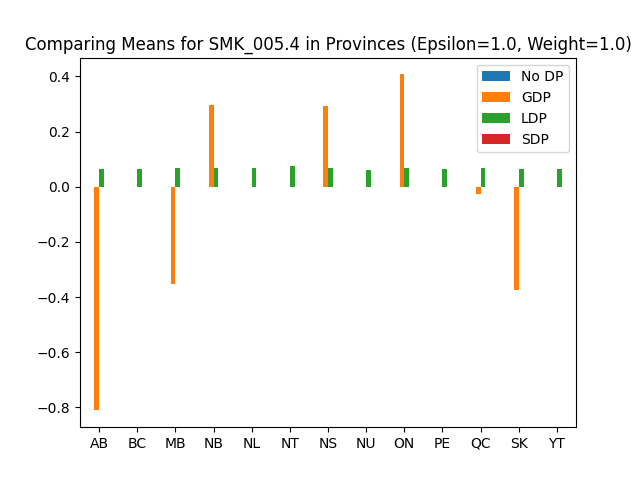 Comparing Means for SMK_005.4 in Provinces (Epsilon=1.0, Weight=1.0)
No DP
GDP
LDP
SDP
0.4
0.2
0.0
−0.2
−0.4
−0.6
−0.8
AB BC MB NB NL NT NS NU ON PE QC SK YT